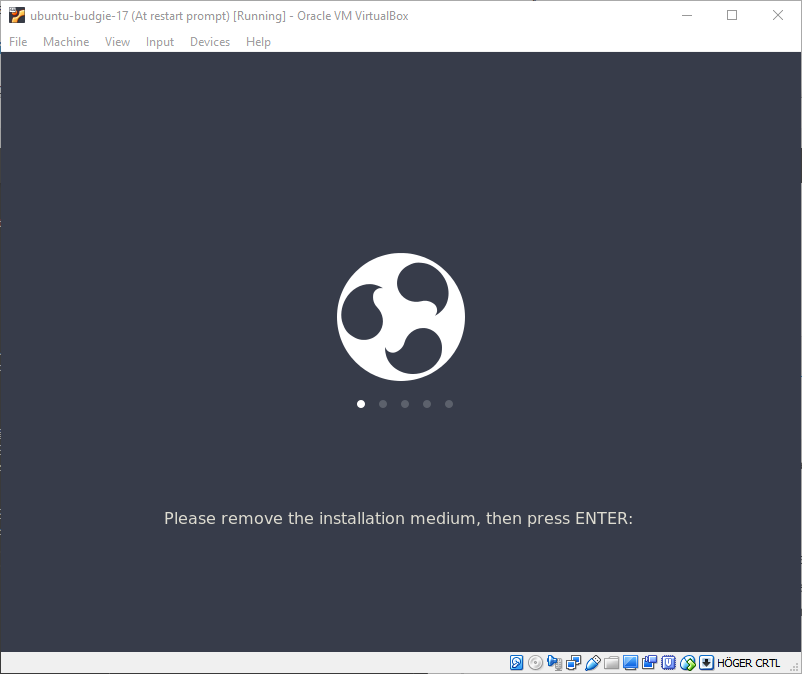 ubuntu-budgie-17 (At restart prompt) [Running] - Oracle VM VirtualBox
File Machine View Input Devices Help
Please remove the installation medium, then press ENTER:
HÖGER CRTL